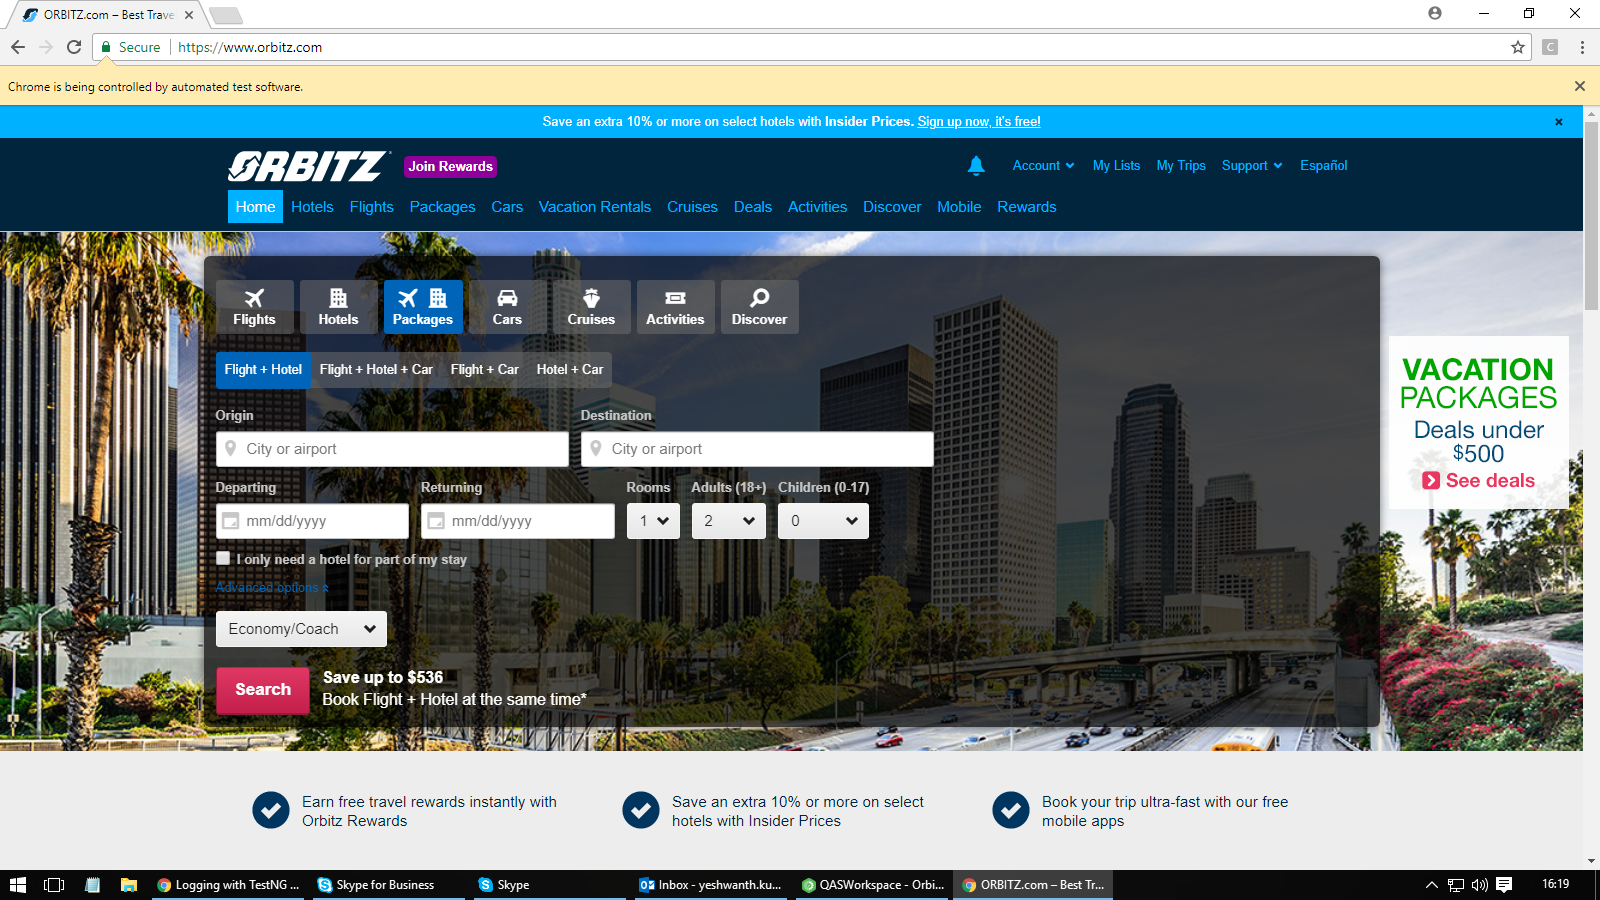 ORBITZ.com – Best Trave
Secure
https://www.orbitz.com
C
Chrome is being controlled by automated test software.
Save an extra 10% or more on select hotels with Insider Prices. Sign up now, it's free!
ORBITZ
Join Rewards
Account
My Lists
My Trips
Support
Español
Home
Hotels
Flights
Packages
Cars
Vacation Rentals
Cruises
Deals
Activities
Discover
Mobile
Rewards
Flights
Hotels
Packages
Cars
Cruises
Activities
Discover
Flight + Hotel
Flight + Hotel + Car
Flight + Car
Hotel + Car
Origin
Destination
City or airport
City or airport
Departing
Returning
Rooms
Adults (18+)
Children (0-17)
mm/dd/yyyy
mm/dd/yyyy
1
2
0
I only need a hotel for part of my stay
Advanced options
Economy/Coach
Search
Save up to $536
Book Flight + Hotel at the same time*
VACATION
PACKAGES
Deals under
$500
See deals
Earn free travel rewards instantly with
Orbitz Rewards
Save an extra 10% or more on select
hotels with Insider Prices
Book your trip ultra-fast with our free
mobile apps
Logging with TestNG ...
Skype for Business
Skype
Inbox - yeshwanth.ku...
QASWorkspace - Orbi...
ORBITZ.com – Best Tr...
16:19